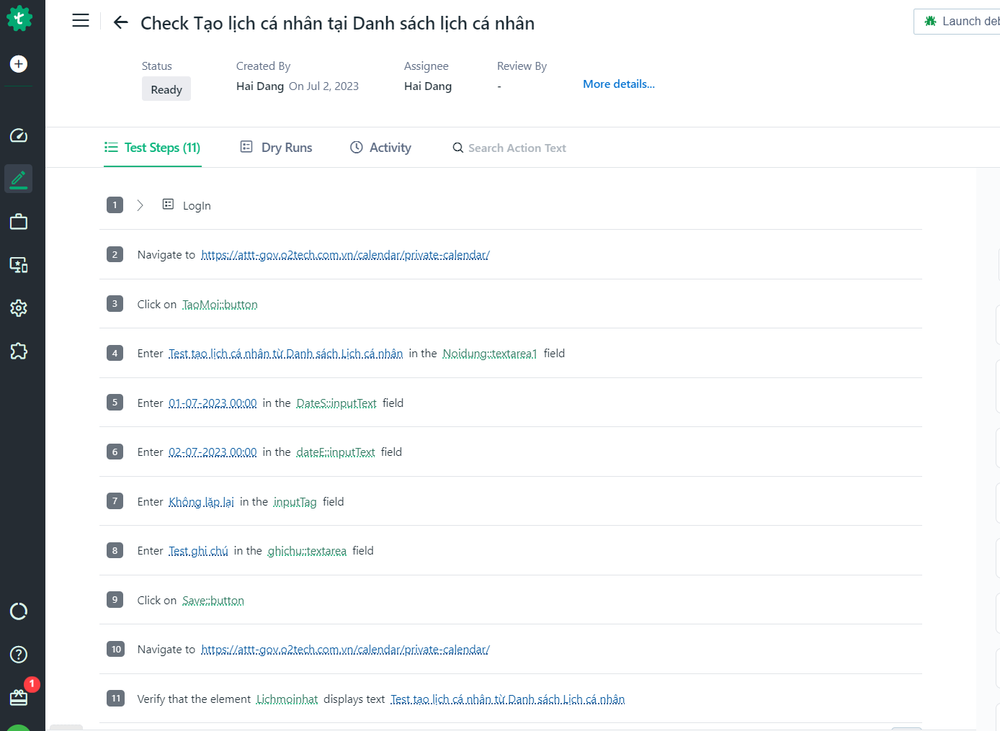 Check Tạo lịch cá nhân tại Danh sách lịch cá nhân
Launch deb
Status
Created By
Assignee
Review By
Ready
Hai Dang On Jul 2, 2023
Hai Dang
-
More details...
Test Steps (11)
Dry Runs
Activity
Search Action Text
1 LogIn
2 Navigate to https://attt-gov.o2tech.com.vn/calendar/private-calendar/
3 Click on TaoMoi::button
4 Enter Test tạo lịch cá nhân từ Danh sách Lịch cá nhân in the Noidung::textarea1 field
5 Enter 01-07-2023 00:00 in the DateS::inputText field
6 Enter 02-07-2023 00:00 in the dateE::inputText field
7 Enter Không lặp lại in the inputTag field
8 Enter Test ghi chú in the ghichu::textarea field
9 Click on Save::button
10 Navigate to https://attt-gov.o2tech.com.vn/calendar/private-calendar/
1
11 Verify that the element Lichmoinhat displays text Test tạo lịch cá nhân từ Danh sách Lịch cá nhân